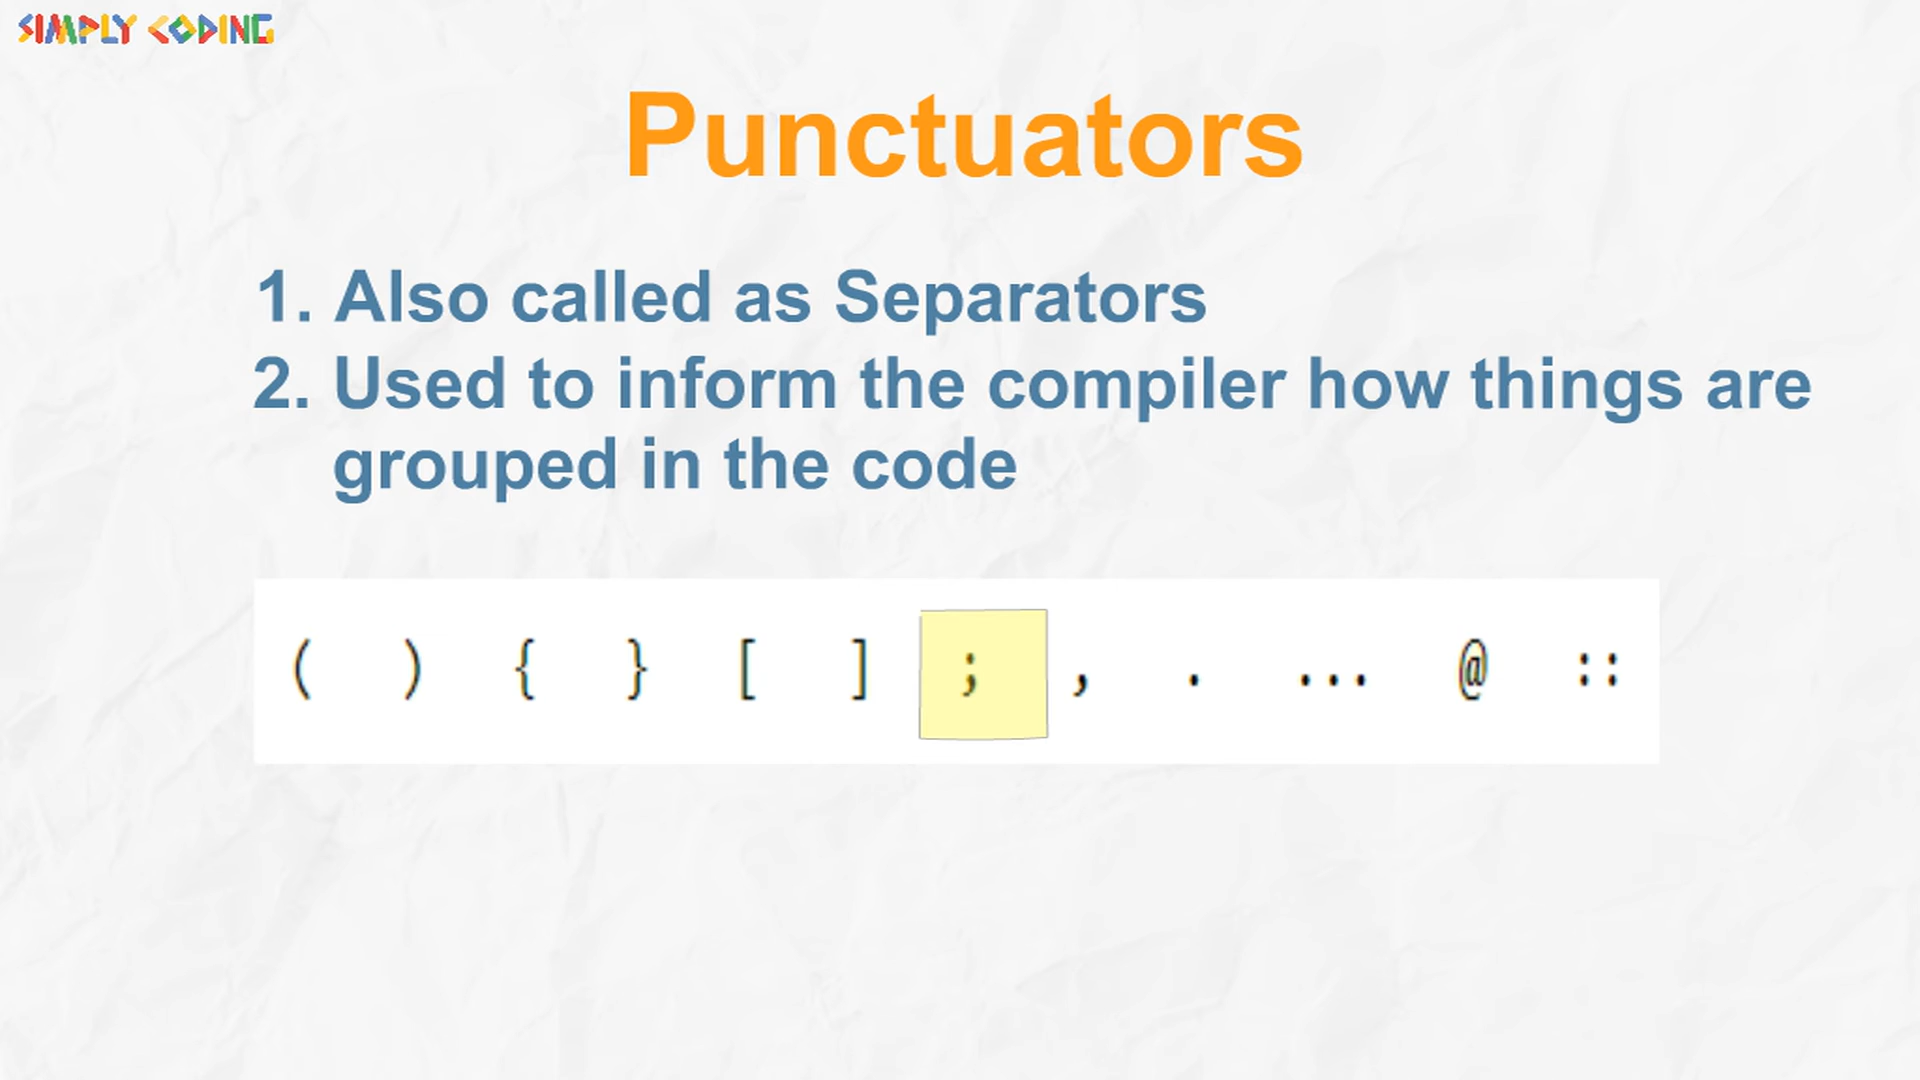 SIMPLY CODING
Punctuators
1. Also called as Separators
2. Used to inform the compiler how things are
grouped in the code
( ) { } [ ] ; , . ... @ ::